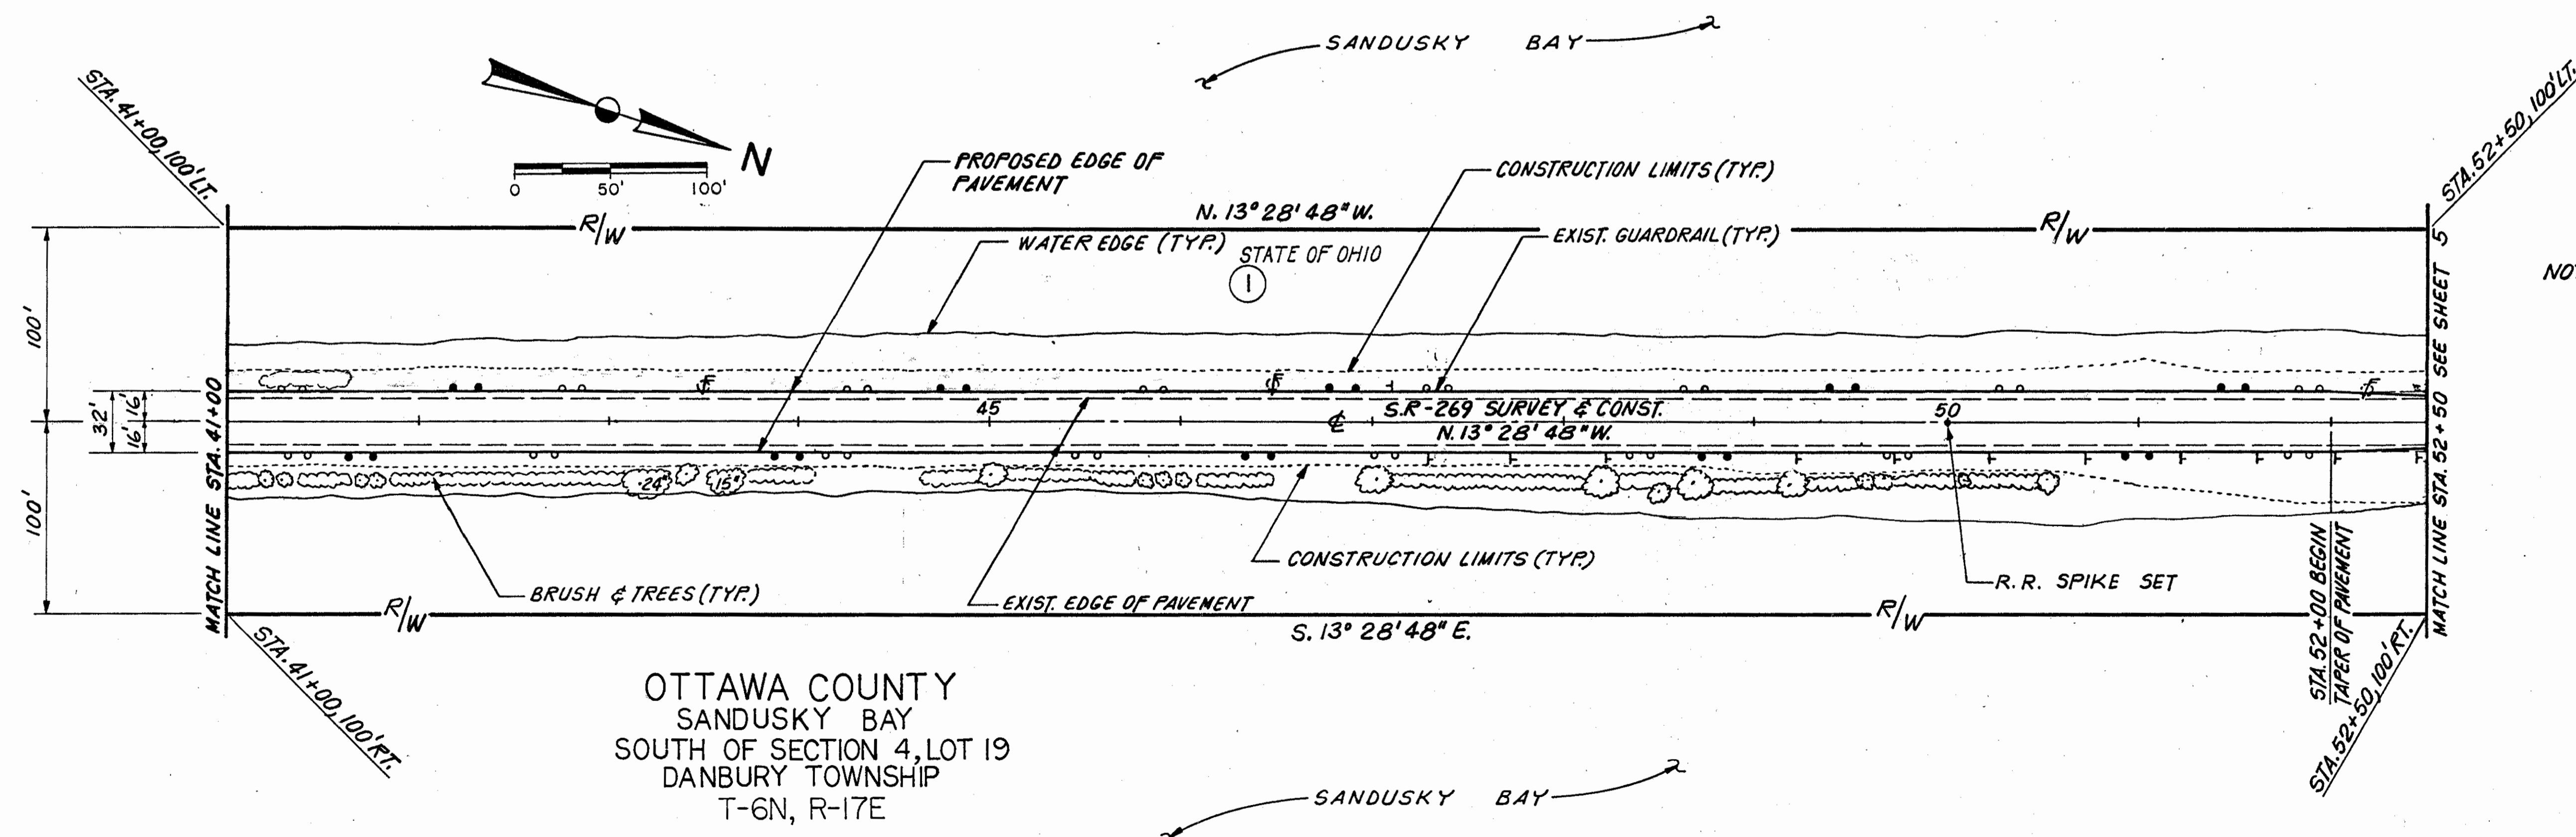 SANDUSKY BAY
STA. 41+00, 100' LT.
N
0 50' 100'
PROPOSED EDGE OF
PAVEMENT
CONSTRUCTION LIMITS (TYP.)
STA. 52+50, 100' LT.
N. 13° 28' 48" W.
R/W
WATER EDGE (TYP.)
STATE OF OHIO
1
EXIST. GUARDRAIL (TYP.)
R/W
NOT
100'
100'
32'
16'
16'
MATCH LINE STA. 41+00
45
S.R-269 SURVEY & CONST.
℄
N. 13° 28' 48" W.
50
MATCH LINE STA. 52+50 SEE SHEET 5
24"
15"
BRUSH & TREES (TYP.)
EXIST. EDGE OF PAVEMENT
CONSTRUCTION LIMITS (TYP.)
R.R. SPIKE SET
STA. 52+00 BEGIN
TAPER OF PAVEMENT
R/W
S. 13° 28' 48" E.
R/W
STA. 41+00, 100' RT.
STA. 52+50, 100' RT.
OTTAWA COUNTY
SANDUSKY BAY
SOUTH OF SECTION 4, LOT 19
DANBURY TOWNSHIP
T-6N, R-17E
SANDUSKY BAY